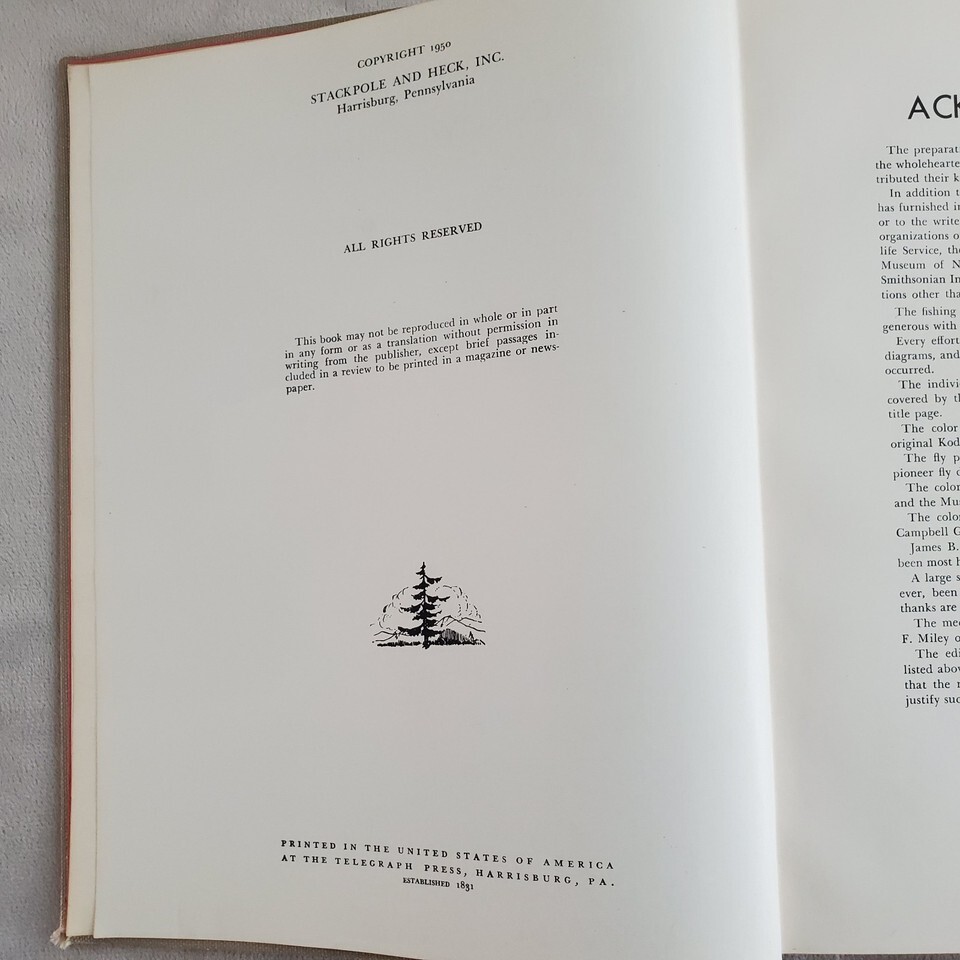 COPYRIGHT 1950
STACKPOLE AND HECK, INC.
Harrisburg, Pennsylvania
ALL RIGHTS RESERVED
This book may not be reproduced in whole or in part
in any form or as a translation without permission in
writing from the publisher, except brief passages in-
cluded in a review to be printed in a magazine or news-
paper.
PRINTED IN THE UNITED STATES OF AMERICA
AT THE TELEGRAPH PRESS, HARRISBURG, PA.
ESTABLISHED 1831
ACK
The preparat
the wholehearte
tributed their k
In addition t
has furnished i
or to the write
organizations o
life Service, the
Museum of N
Smithsonian In
tions other tha
The fishing
generous with
Every effort
diagrams, and
occurred.
The indivi
covered by t
title page.
The color
original Kod
The fly p
pioneer fly
The color
and the Mu
The colo
Campbell G
James B.
been most h
A large s
ever, been
thanks are
The me
F. Miley o
The edi
listed abov
that the
justify suc